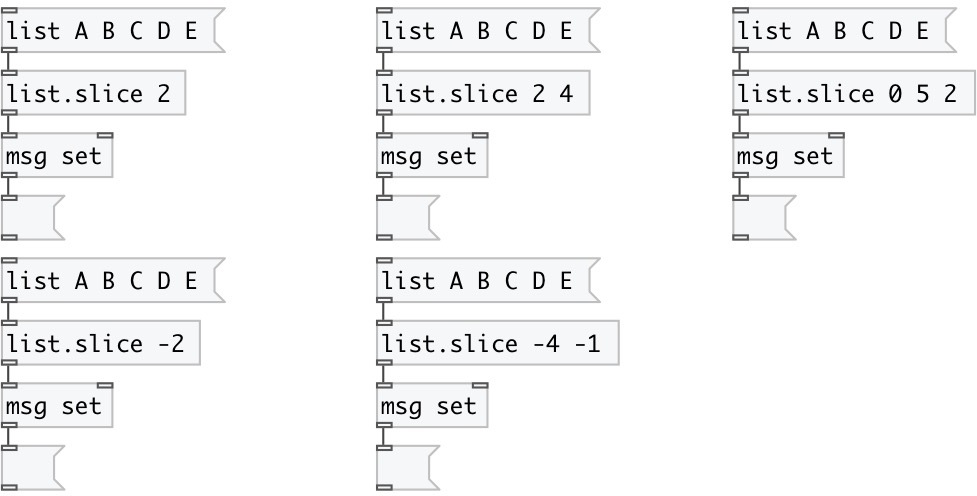 list A B C D E
list A B C D E
list A B C D E
list.slice 2
list.slice 2 4
list.slice 0 5 2
msg set
msg set
msg set
list A B C D E
list A B C D E
list.slice -2
list.slice -4 -1
msg set
msg set